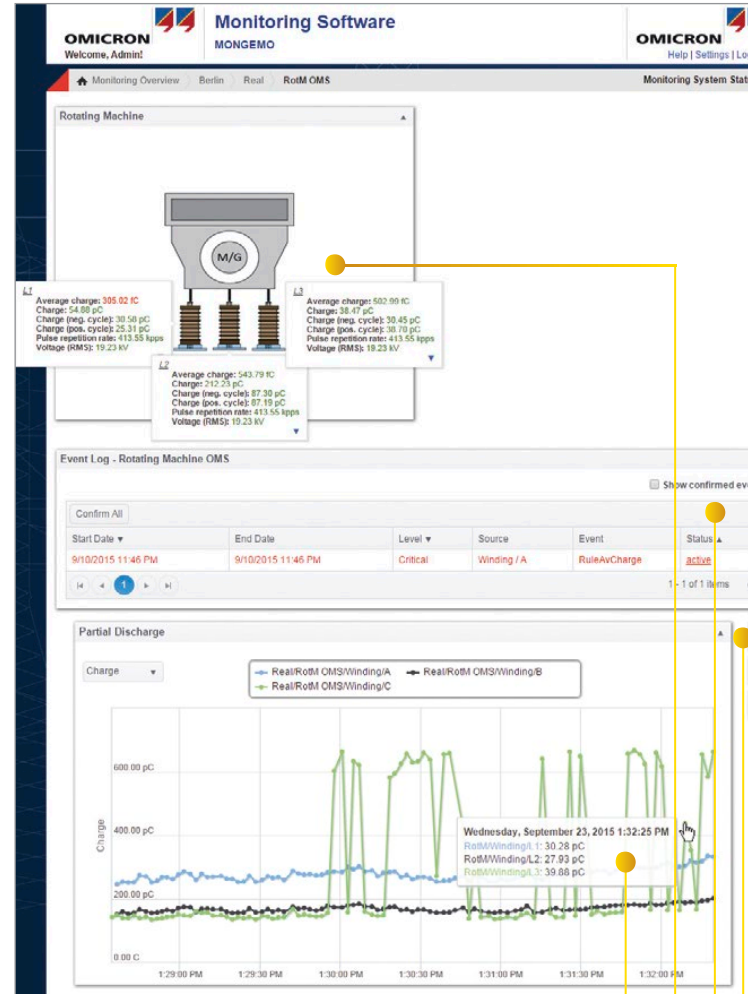 OMICRON
Welcome, Admin!
Monitoring Software
MONGEMO
OMICRON
Help | Settings | Lo
Monitoring Overview Berlin Real RotM OMS
Monitoring System Stat
Rotating Machine
M/G
L1
Average charge: 305.02 fC
Charge: 54.88 pC
Charge (neg. cycle): 30.58 pC
Charge (pos. cycle): 25.31 pC
Pulse repetition rate: 413.55 kpps
Voltage (RMS): 19.23 kV
L3
Average charge: 502.99 fC
Charge: 38.47 pC
Charge (neg. cycle): 30.45 pC
Charge (pos. cycle): 38.70 pC
Pulse repetition rate: 413.55 kpps
Voltage (RMS): 19.23 kV
L2
Average charge: 543.79 fC
Charge: 212.23 pC
Charge (neg. cycle): 87.30 pC
Charge (pos. cycle): 87.19 pC
Pulse repetition rate: 413.55 kpps
Voltage (RMS): 19.23 kV
Event Log - Rotating Machine OMS
Show confirmed eve
Confirm All
Start Date End Date Level Source Event Status
9/10/2015 11:46 PM 9/10/2015 11:46 PM Critical Winding / A RuleAvCharge active
1
1 - 1 of 1 items
Partial Discharge
Charge
Real/RotM OMS/Winding/A Real/RotM OMS/Winding/B
Real/RotM OMS/Winding/C
Charge
600.00 pC
400.00 pC
200.00 pC
0.00 C
Wednesday, September 23, 2015 1:32:25 PM
RotM/Winding/L1: 30.28 pC
RotM/Winding/L2: 27.93 pC
RotM/Winding/L3: 39.88 pC
1:29:00 PM 1:29:30 PM 1:30:00 PM 1:30:30 PM 1:31:00 PM 1:31:30 PM 1:32:00 PM